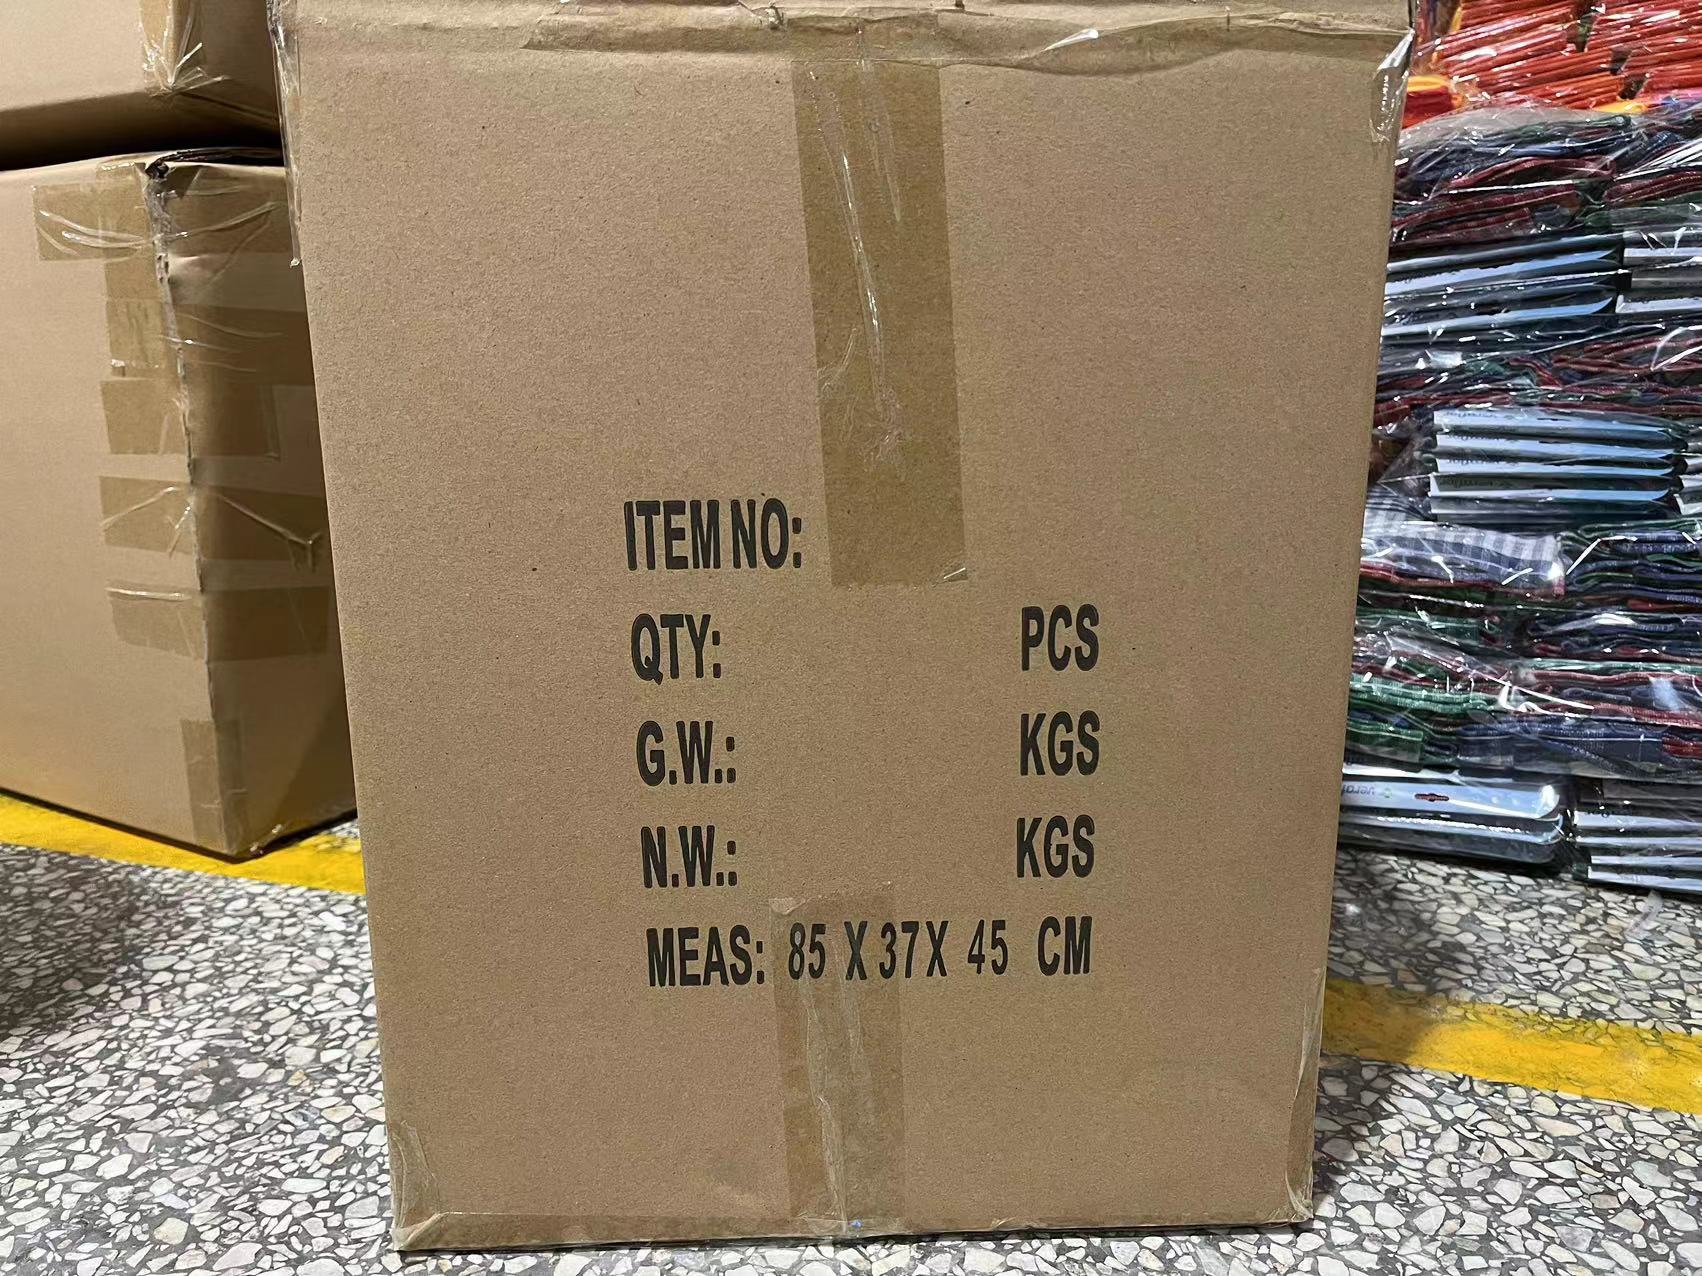 ITEM NO:
QTY: PCS
G.W.: KGS
N.W.: KGS
MEAS: 85 X 37 X 45 CM